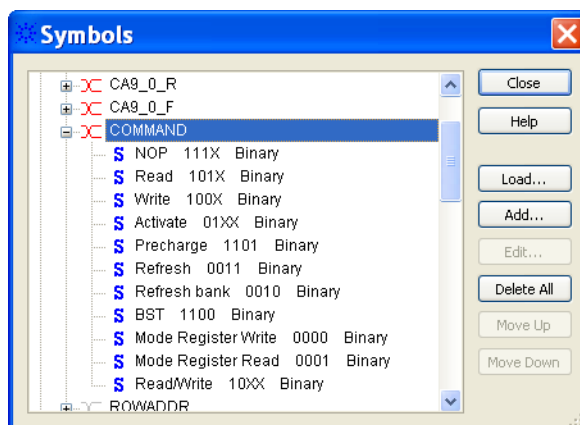 Symbols
CA9_0_R
CA9_0_F
COMMAND
S NOP 111X Binary
S Read 101X Binary
S Write 100X Binary
S Activate 01XX Binary
S Precharge 1101 Binary
S Refresh 0011 Binary
S Refresh bank 0010 Binary
S BST 1100 Binary
S Mode Register Write 0000 Binary
S Mode Register Read 0001 Binary
S Read/Write 10XX Binary
ROWADDR
Close
Help
Load...
Add...
Edit...
Delete All
Move Up
Move Down